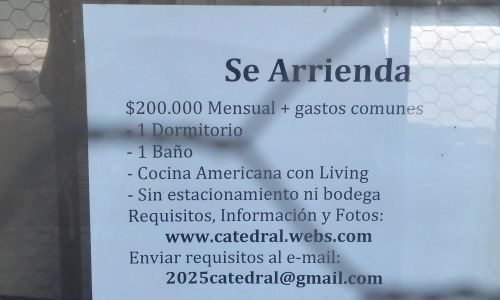 Se Arrienda
$200.000 Mensual + gastos comunes
- 1 Dormitorio
- 1 Baño
- Cocina Americana con Living
- Sin estacionamiento ni bodega
Requisitos, Información y Fotos:
www.catedral.webs.com
Enviar requisitos al e-mail:
2025catedral@gmail.com